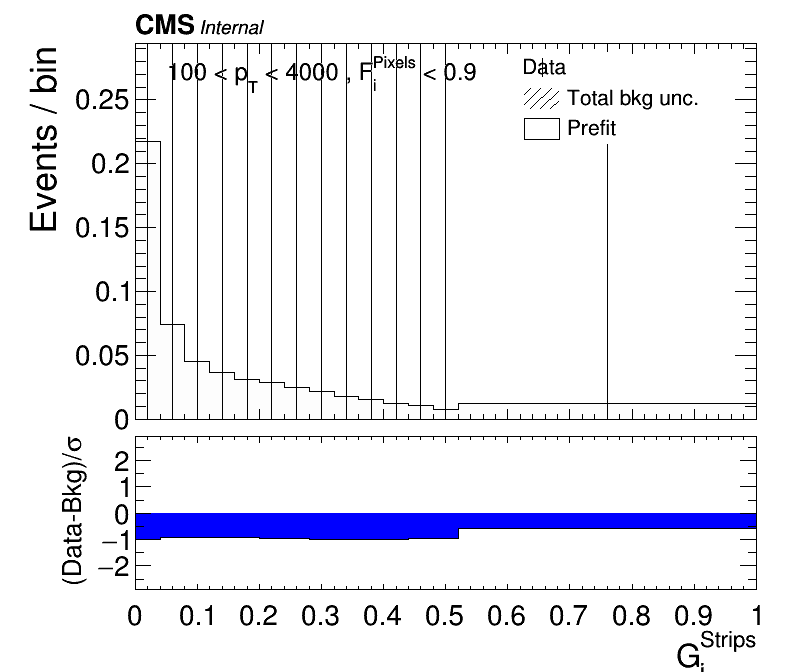 CMS Internal
Events / bin
100 < p_T < 4000 , F_i^Pixels < 0.9
Data
Total bkg unc.
Prefit
0.25
0.2
0.15
0.1
0.05
0
(Data-Bkg)/σ
2
1
0
−1
−2
0 0.1 0.2 0.3 0.4 0.5 0.6 0.7 0.8 0.9 1
G_i^Strips